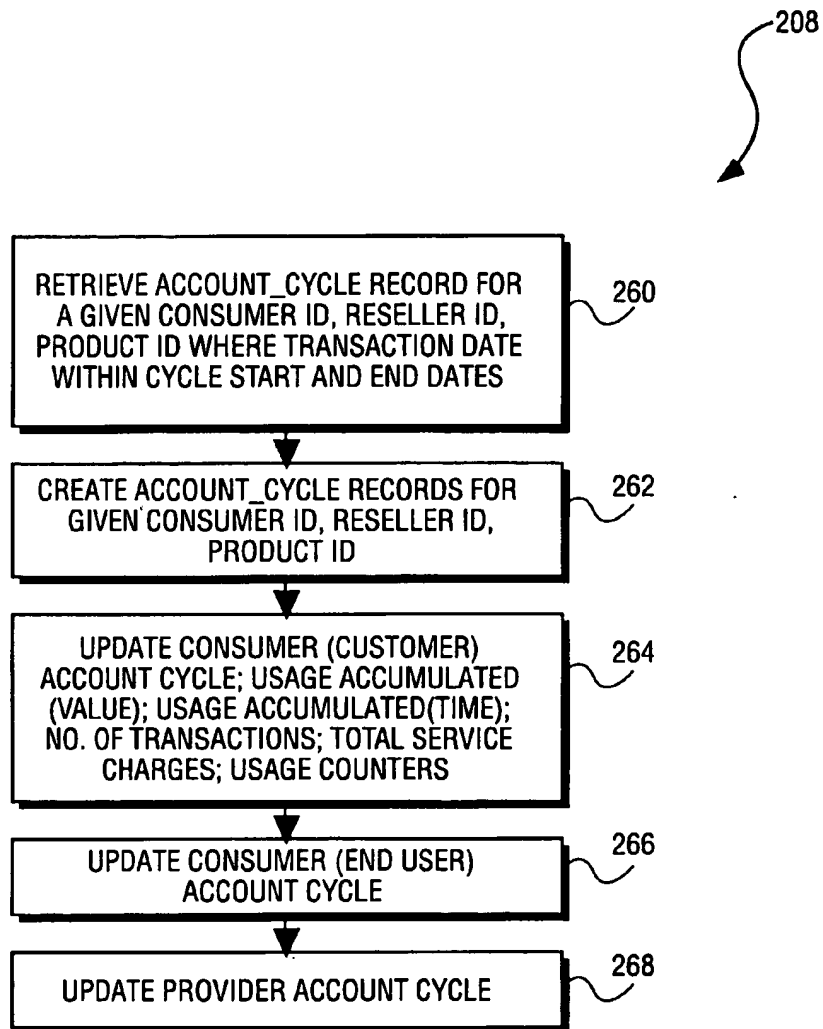 208
RETRIEVE ACCOUNT_CYCLE RECORD FOR
A GIVEN CONSUMER ID, RESELLER ID,
PRODUCT ID WHERE TRANSACTION DATE
WITHIN CYCLE START AND END DATES
260
CREATE ACCOUNT_CYCLE RECORDS FOR
GIVEN CONSUMER ID, RESELLER ID,
PRODUCT ID
262
UPDATE CONSUMER (CUSTOMER)
ACCOUNT CYCLE; USAGE ACCUMULATED
(VALUE); USAGE ACCUMULATED(TIME);
NO. OF TRANSACTIONS; TOTAL SERVICE
CHARGES; USAGE COUNTERS
264
UPDATE CONSUMER (END USER)
ACCOUNT CYCLE
266
UPDATE PROVIDER ACCOUNT CYCLE
268